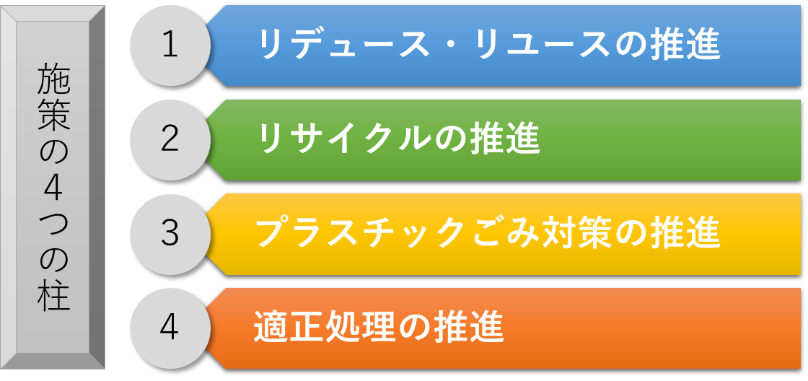 施策の4つの柱
1
リデュース・リユースの推進
2
リサイクルの推進
3
プラスチックごみ対策の推進
4
適正処理の推進